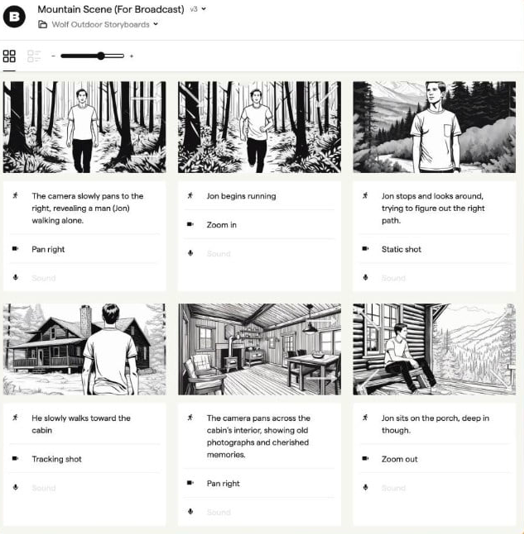 B
Mountain Scene (For Broadcast) v3
Wolf Outdoor Storyboards
- +
The camera slowly pans to the
right, revealing a man (Jon)
walking alone.
Pan right
Sound
Jon begins running
Zoom in
Sound
Jon stops and looks around,
trying to figure out the right
path.
Static shot
Sound
He slowly walks toward the
cabin
Tracking shot
Sound
The camera pans across the
cabin's interior, showing old
photographs and cherished
memories.
Pan right
Sound
Jon sits on the porch, deep in
though.
Zoom out
Sound